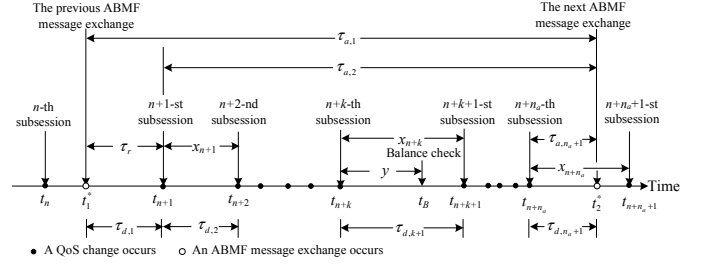 The previous ABMF
message exchange
The next ABMF
message exchange
τa,1
τa,2
n-th
subsession
n+1-st
subsession
n+2-nd
subsession
n+k-th
subsession
n+k+1-st
subsession
n+na-th
subsession
n+na+1-st
subsession
τr
xn+1
xn+k
Balance check
y
τa,na+1
xn+na
Time
tn
t1*
tn+1
tn+2
tn+k
tB
tn+k+1
tn+na
t2*
tn+na+1
τd,1
τd,2
τd,k+1
τd,na+1
● A QoS change occurs
○ An ABMF message exchange occurs